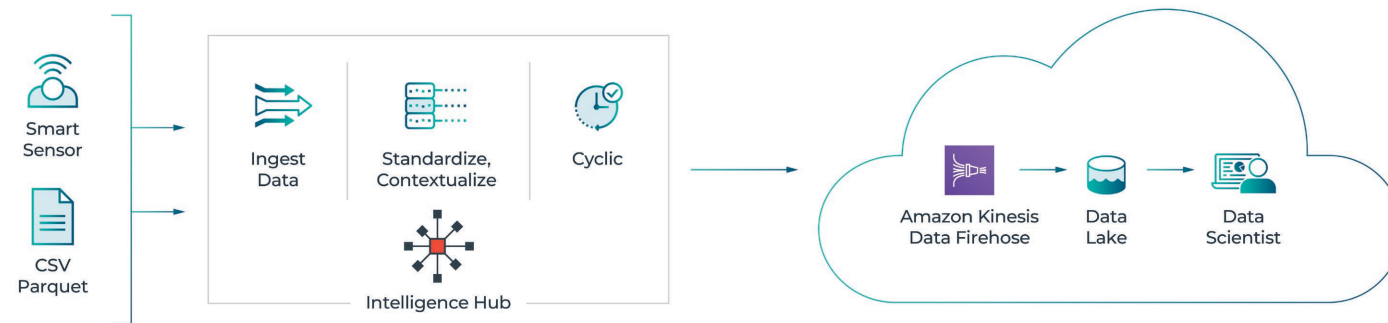 Smart
Sensor
CSV
Parquet
Ingest
Data
Standardize,
Contextualize
Cyclic
Intelligence Hub
Amazon Kinesis
Data Firehose
Data
Lake
Data
Scientist